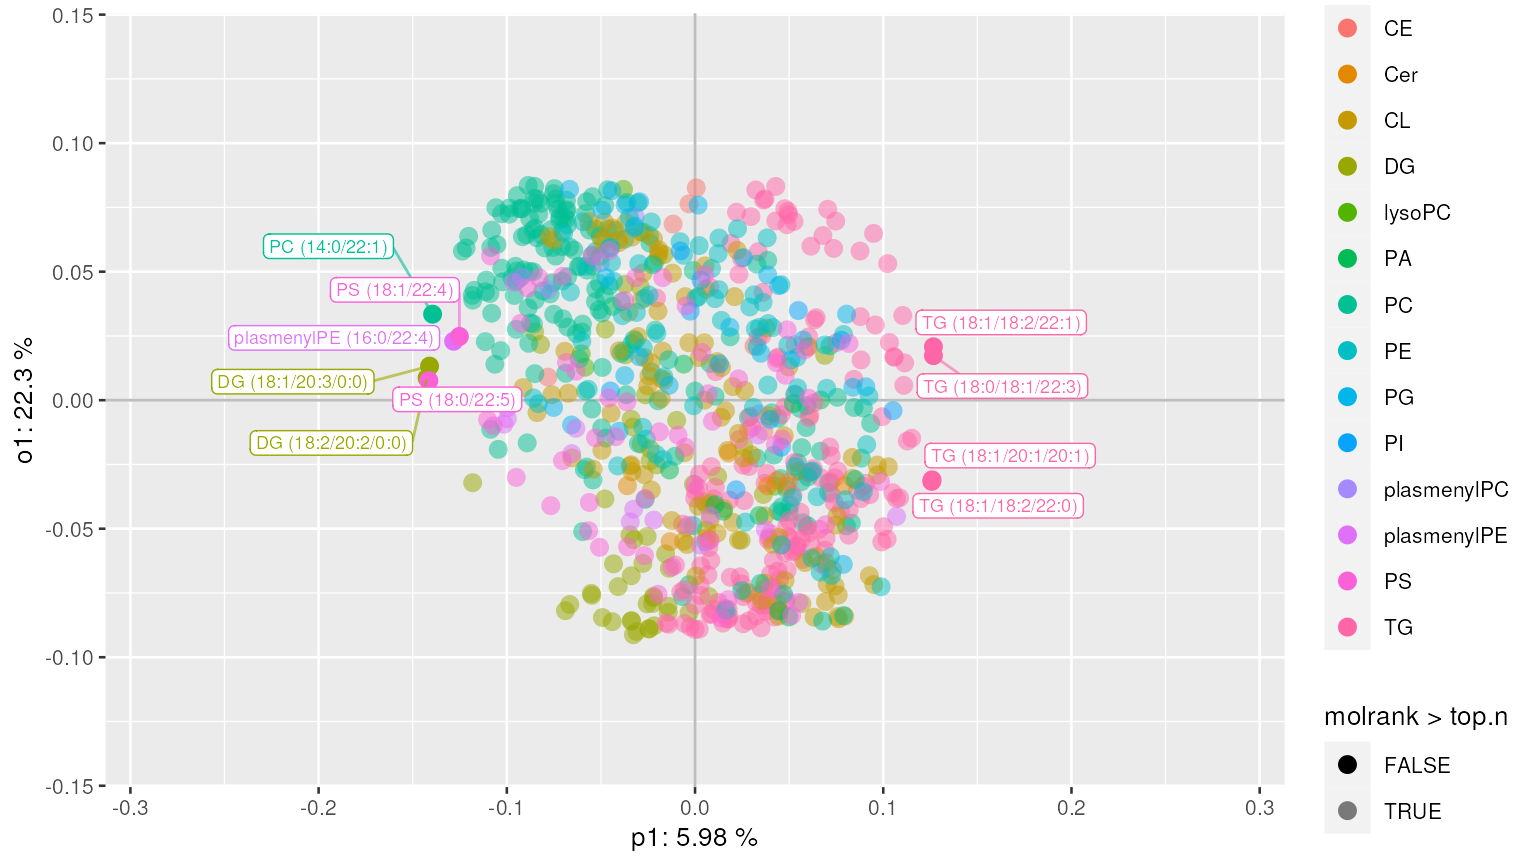 0.15
0.10
0.05
0.00
-0.05
-0.10
-0.15
o1: 22.3 %
-0.3
-0.2
-0.1
0.0
0.1
0.2
0.3
p1: 5.98 %
PC (14:0/22:1)
PS (18:1/22:4)
plasmenylPE (16:0/22:4)
DG (18:1/20:3/0:0)
PS (18:0/22:5)
DG (18:2/20:2/0:0)
TG (18:1/18:2/22:1)
TG (18:0/18:1/22:3)
TG (18:1/20:1/20:1)
TG (18:1/18:2/22:0)
CE
Cer
CL
DG
lysoPC
PA
PC
PE
PG
PI
plasmenylPC
plasmenylPE
PS
TG
molrank > top.n
FALSE
TRUE